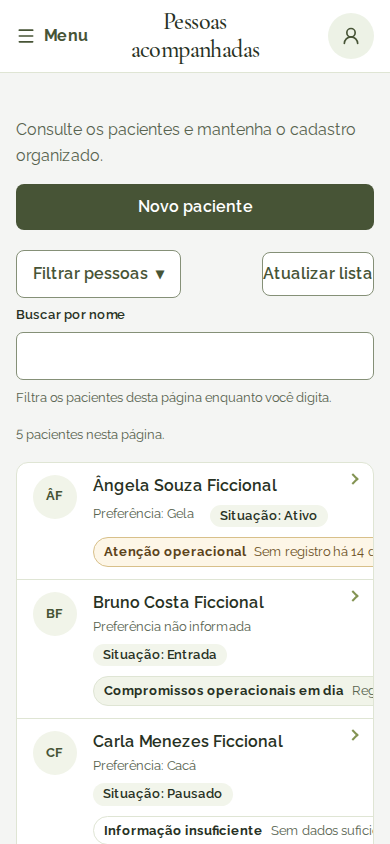 Menu
Pessoas
acompanhadas
Consulte os pacientes e mantenha o cadastro
organizado.
Novo paciente
Filtrar pessoas ▼
Atualizar lista
Buscar por nome
Filtra os pacientes desta página enquanto você digita.
5 pacientes nesta página.
ÂF
Ângela Souza Ficcional
Preferência: Gela
Situação: Ativo
Atenção operacional Sem registro há 14
BF
Bruno Costa Ficcional
Preferência não informada
Situação: Entrada
Compromissos operacionais em dia
CF
Carla Menezes Ficcional
Preferência: Cacá
Situação: Pausado
Informação insuficiente Sem dados